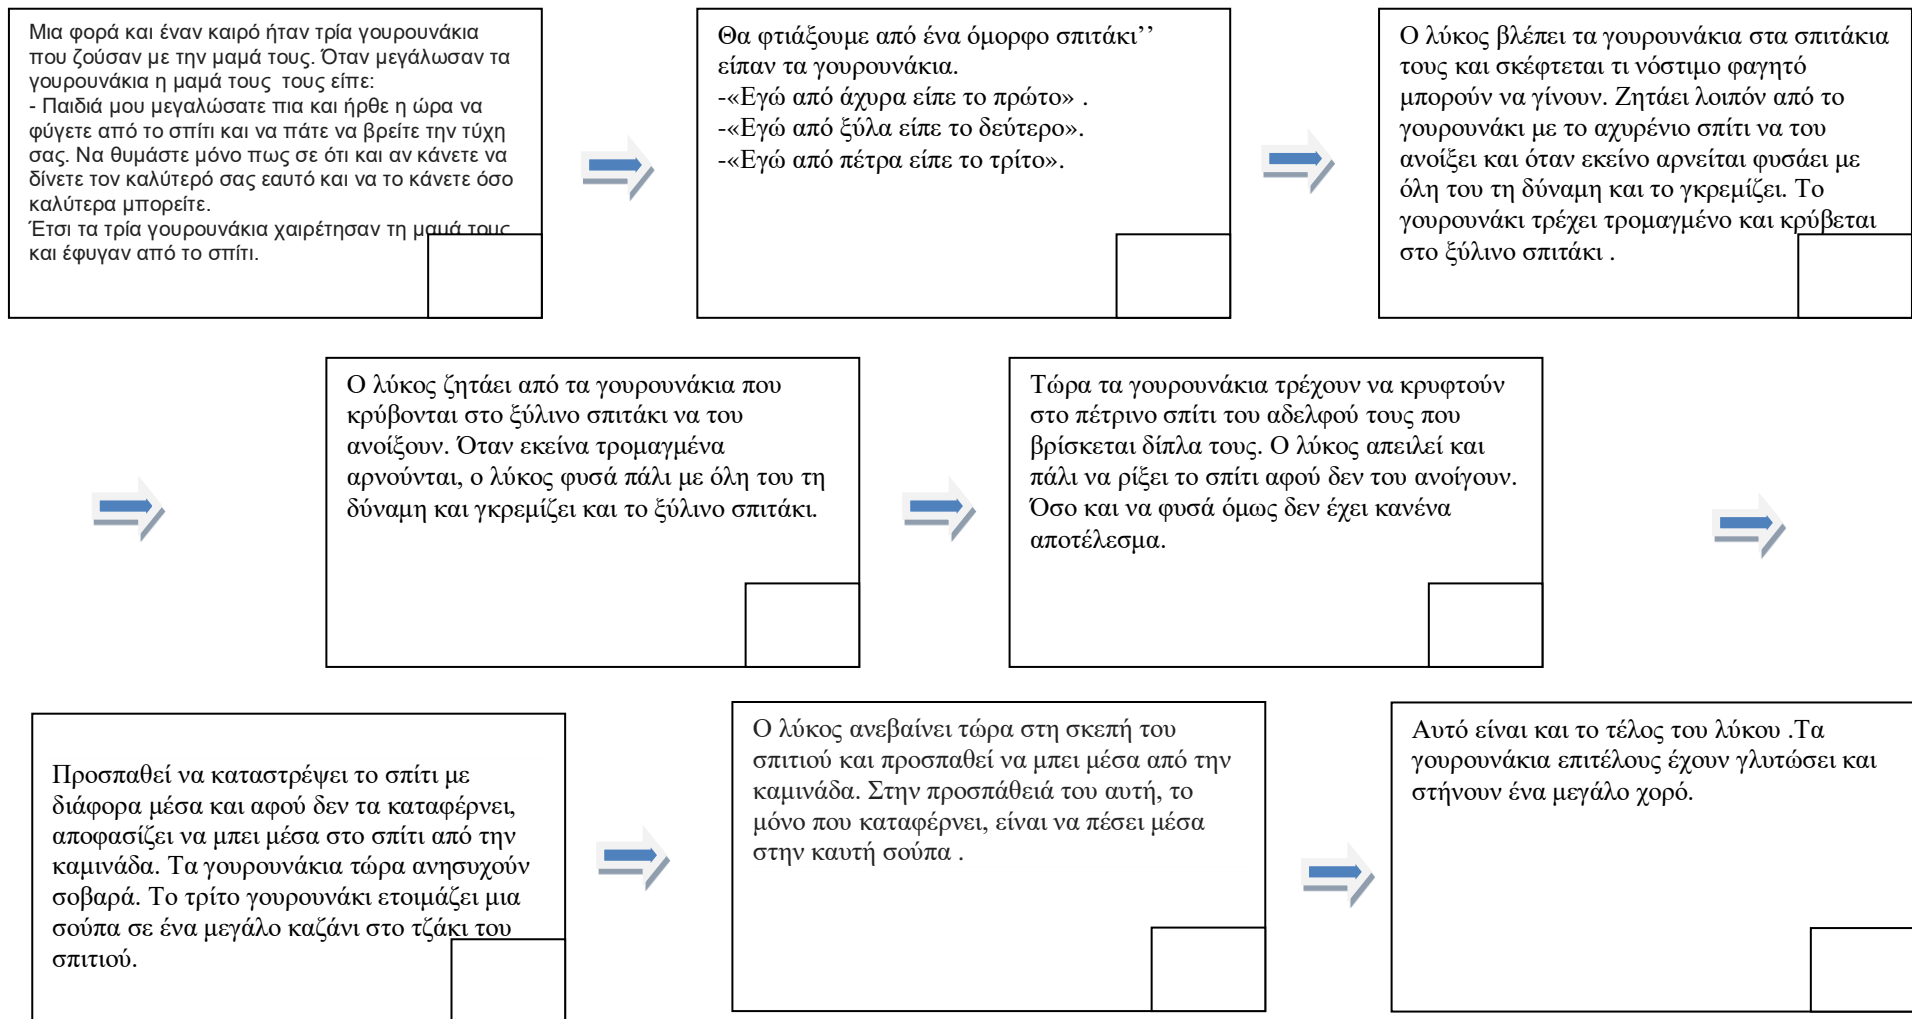 Μια φορά και έναν καιρό ήταν τρία γουρουνάκια
που ζούσαν με την μαμά τους. Όταν μεγάλωσαν τα
γουρουνάκια η μαμά τους  τους είπε:
- Παιδιά μου μεγαλώσατε πια και ήρθε η ώρα να
φύγετε από το σπίτι και να πάτε να βρείτε την τύχη
σας. Να θυμάστε μόνο πως σε ότι και αν κάνετε να
δίνετε τον καλύτερό σας εαυτό και να το κάνετε όσο
καλύτερα μπορείτε.
Έτσι τα τρία γουρουνάκια χαιρέτησαν τη μαμά τους
και έφυγαν από το σπίτι.
Θα φτιάξουμε από ένα όμορφο σπιτάκι’’
είπαν τα γουρουνάκια.
-«Εγώ από άχυρα είπε το πρώτο» .
-«Εγώ από ξύλα είπε το δεύτερο».
-«Εγώ από πέτρα είπε το τρίτο».
Ο λύκος βλέπει τα γουρουνάκια στα σπιτάκια
τους και σκέφτεται τι νόστιμο φαγητό
μπορούν να γίνουν. Ζητάει λοιπόν από το
γουρουνάκι με το αχυρένιο σπίτι να του
ανοίξει και όταν εκείνο αρνείται φυσάει με
όλη του τη δύναμη και το γκρεμίζει. Το
γουρουνάκι τρέχει τρομαγμένο και κρύβεται
στο ξύλινο σπιτάκι .
Ο λύκος ζητάει από τα γουρουνάκια που
κρύβονται στο ξύλινο σπιτάκι να του
ανοίξουν. Όταν εκείνα τρομαγμένα
αρνούνται, ο λύκος φυσά πάλι με όλη του τη
δύναμη και γκρεμίζει και το ξύλινο σπιτάκι.
Τώρα τα γουρουνάκια τρέχουν να κρυφτούν
στο πέτρινο σπίτι του αδελφού τους που
βρίσκεται δίπλα τους. Ο λύκος απειλεί και
πάλι να ρίξει το σπίτι αφού δεν του ανοίγουν.
Όσο και να φυσά όμως δεν έχει κανένα
αποτέλεσμα.
Προσπαθεί να καταστρέψει το σπίτι με
διάφορα μέσα και αφού δεν τα καταφέρνει,
αποφασίζει να μπει μέσα στο σπίτι από την
καμινάδα. Τα γουρουνάκια τώρα ανησυχούν
σοβαρά. Το τρίτο γουρουνάκι ετοιμάζει μια
σούπα σε ένα μεγάλο καζάνι στο τζάκι του
σπιτιού.
Ο λύκος ανεβαίνει τώρα στη σκεπή του
σπιτιού και προσπαθεί να μπει μέσα από την
καμινάδα. Στην προσπάθειά του αυτή, το
μόνο που καταφέρνει, είναι να πέσει μέσα
στην καυτή σούπα .
Αυτό είναι και το τέλος του λύκου .Τα
γουρουνάκια επιτέλους έχουν γλυτώσει και
στήνουν ένα μεγάλο χορό.